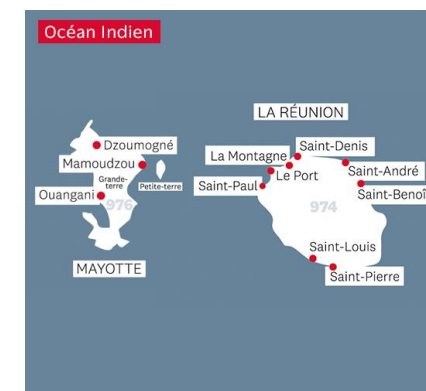 Océan Indien
LA RÉUNION
Dzoumogné
Mamoudzou
Grande-
terre
Petite-terre
Ouangani
976
MAYOTTE
La Montagne
Saint-Denis
Le Port
Saint-André
Saint-Paul
Saint-Benoî
974
Saint-Louis
Saint-Pierre